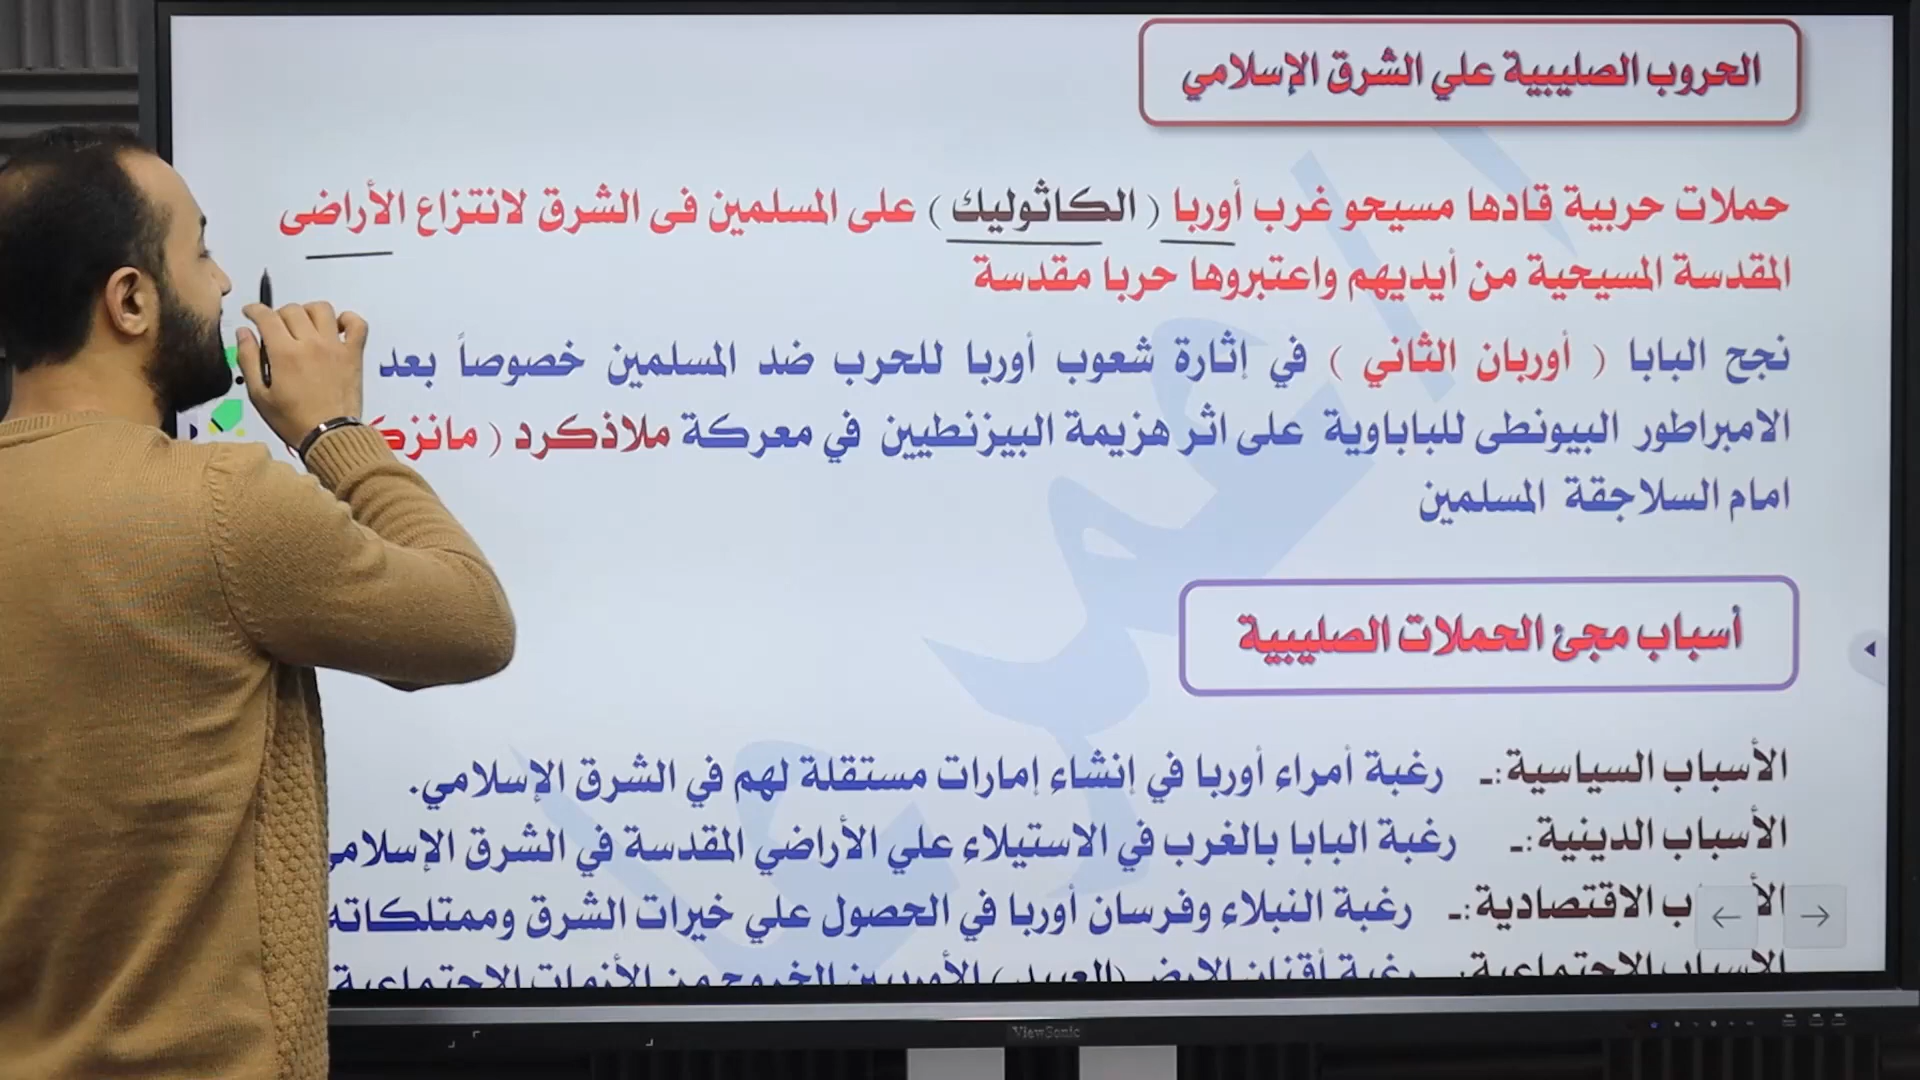 الحروب الصليبية علي الشرق الإسلامي
حملات حربية قادها مسيحو غرب أوربا ( الكاثوليك ) على المسلمين فى الشرق لانتزاع الأراضى
المقدسة المسيحية من أيديهم واعتبروها حربا مقدسة
نجح البابا ( أوربان الثاني ) في إثارة شعوب أوربا للحرب ضد المسلمين خصوصاً بعد
الامبراطور البيونطى للباباوية على اثر هزيمة البيزنطيين في معركة ملاذكرد (
امام السلاجقة المسلمين
أسباب مجئ الحملات الصليبية
الأسباب السياسية:ـ رغبة أمراء أوربا في إنشاء إمارات مستقلة لهم في الشرق الإسلامي.
الأسباب الدينية:ـ رغبة البابا بالغرب في الاستيلاء علي الأراضي المقدسة في الشرق
الاقتصادية:ـ رغبة النبلاء وفرسان أوربا في الحصول علي خيرات الشرق
ViewSonic